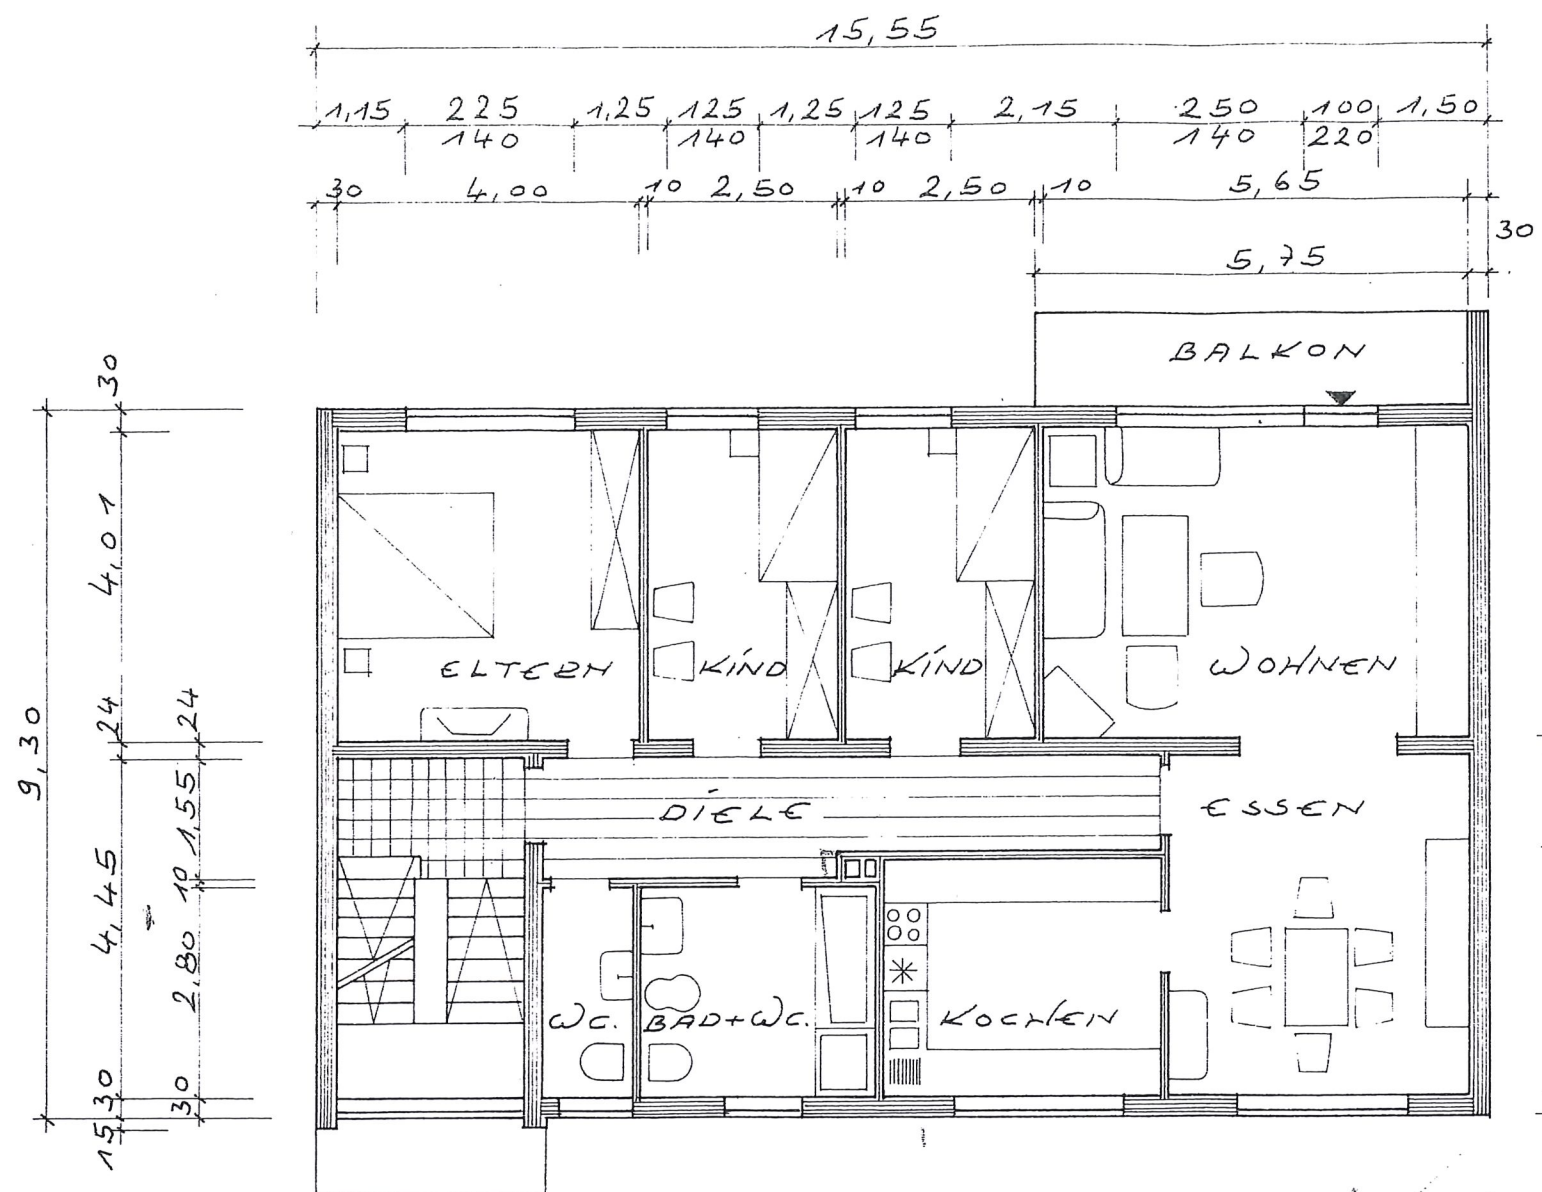 15,55
1,15 225 1,25 125 1,25 125 2,15 250 100 1,50
140 140 140 140 220
30 4,00 10 2,50 10 2,50 10 5,65
30
5,75
BALKON
30
4,01
24
4,45
30
15
9,30
24
1,55
10
2.80
30
ELTERN KIND KIND WOHNEN
DIELE ESSEN
WC. BAD+WC. KOCHEN